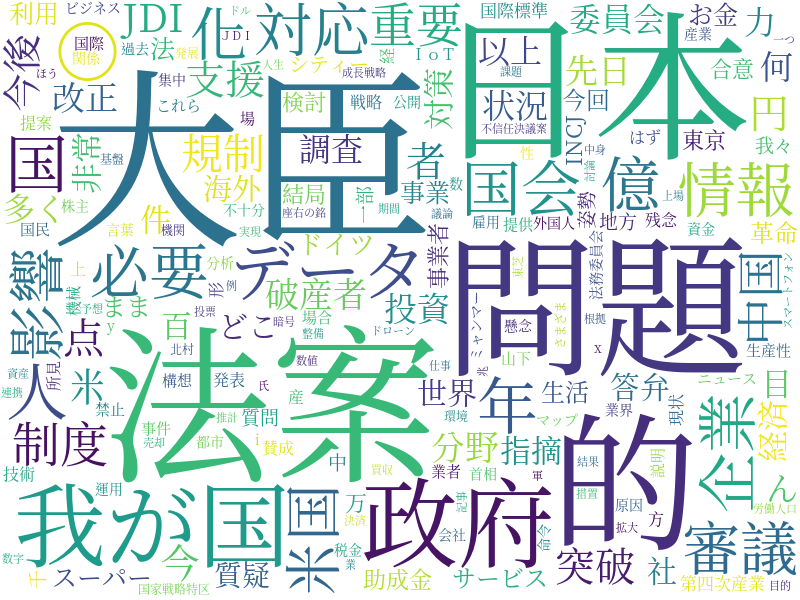 利用
ビジネス
JDI
化
ドル
対応
重要
国際標準
委員会
お金
力
産業
一つ
今後
国際
関係
過去
法
発展
JDI
経
IoT
以上
先日
合意
何
ほう
改正
集中
支援
シティー
人生
成長戦略
課題
これら
検討
戦略
公開
対策
状況
今回
円
提案
場
不信任決議案
中身
はず
東京
我々
大臣
日本
国
非常
規制
調査
者
国会
INCJ
性
討論
億
情報
基盤
海外
結局
一部
事業
数
姿勢
上場
多く
株主
件
不十分
座右の銘
期間
議論
雇用
提供
外国人
地方
残念
革命
国民
言葉
機関
実現
ドイツ
事業者
法務委員会
資金
影響
上
必要
分析
データ
問題
中国
スマートフォン
機械
予想
まま
y
形
例
破産者
投資
東芝
さまざま
ミャンマー
懸念
根拠
x
生産性
点
百
投票
どこ
暗号
場合
整備
ドローン
山下
兆
資産
所見
人
米
北村
構想
発表
数値
仕事
世界
年
生活
答弁
ニュース
目
連携
禁止
法案
氏
産
環境
マップ
業界
現状
経済
制度
事件
売却
都市
推計
質問
i
賛成
中
分野
指摘
的
企業
ん
技術
運用
買収
業者
首相
軍
結果
説明
我が国
米国
万
決済
政府
記事
措置
原因
方
労働人口
審議
数字
千
スーパー
今
国家戦略特区
質疑
税金
業
会社
助成金
サービス
命令
拡大
突破
社
第四次産業
目的